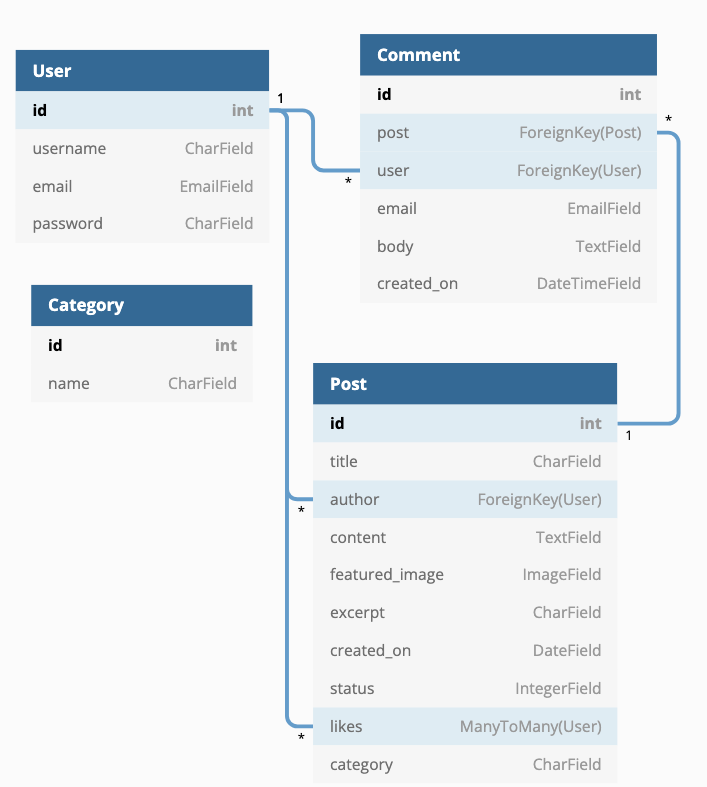 User
id int
username CharField
email EmailField
password CharField
1
*
Comment
id int
post ForeignKey(Post)
user ForeignKey(User)
email EmailField
body TextField
created_on DateTimeField
*
Category
id int
name CharField
Post
id int
title CharField
author ForeignKey(User)
content TextField
featured_image ImageField
excerpt CharField
created_on DateField
status IntegerField
likes ManyToMany(User)
category CharField
1
*
*